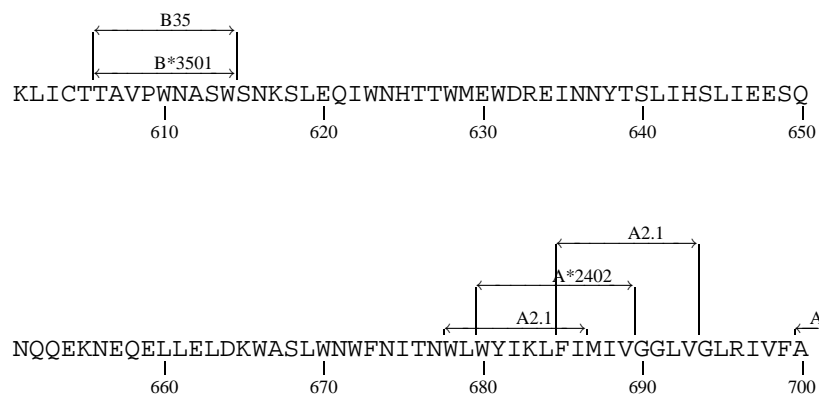 B35
B*3501
KLICTTAVPWNASWSNKSLEQIWNHTTWMEWDREINNYTSLIHSLIEESQ
610 620 630 640 650
A2.1
A*2402
A2.1 A
NQQEKNEQELLELDKWASLWNWFNITNWLWYIKLFIMIVGGLVGLRIVFA
660 670 680 690 700